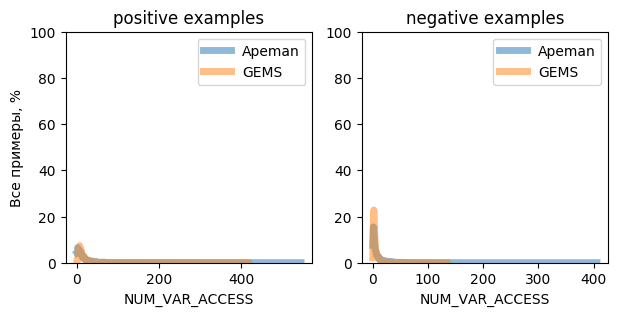 positive examples
negative examples
Все примеры, %
100
80
60
40
20
0
Apeman
GEMS
0 200 400
NUM_VAR_ACCESS
100
80
60
40
20
0
Apeman
GEMS
0 100 200 300 400
NUM_VAR_ACCESS